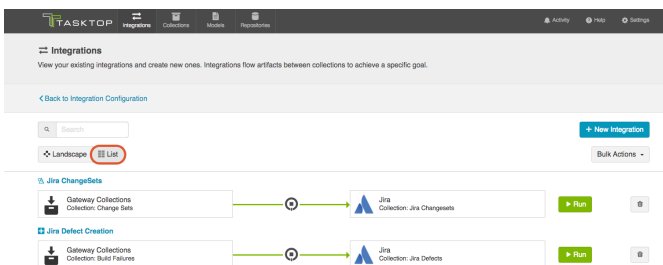 TASKTOP
Integrations
Collections
Models
Repositories
Activity
Help
Settings
Integrations
View your existing integrations and create new ones. Integrations flow artifacts between collections to achieve a specific goal.
Back to Integration Configuration
Search
+ New Integration
Landscape
List
Bulk Actions
Jira ChangeSets
Gateway Collections
Collection: Change Sets
Jira
Collection: Jira Changesets
Run
Jira Defect Creation
Gateway Collections
Collection: Build Failures
Jira
Collection: Jira Defects
Run